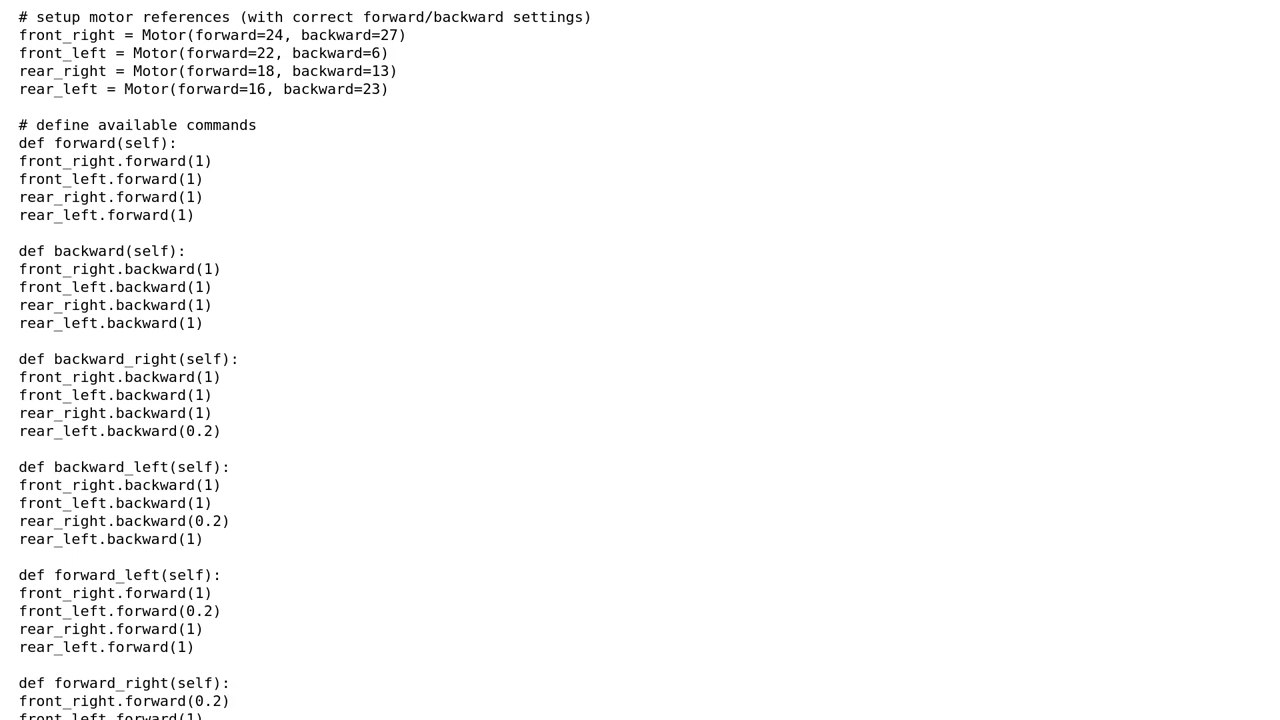 # setup motor references (with correct forward/backward settings)
front_right = Motor(forward=24, backward=27)
front_left = Motor(forward=22, backward=6)
rear_right = Motor(forward=18, backward=13)
rear_left = Motor(forward=16, backward=23)

# define available commands
def forward(self):
front_right.forward(1)
front_left.forward(1)
rear_right.forward(1)
rear_left.forward(1)

def backward(self):
front_right.backward(1)
front_left.backward(1)
rear_right.backward(1)
rear_left.backward(1)

def backward_right(self):
front_right.backward(1)
front_left.backward(1)
rear_right.backward(1)
rear_left.backward(0.2)

def backward_left(self):
front_right.backward(1)
front_left.backward(1)
rear_right.backward(0.2)
rear_left.backward(1)

def forward_left(self):
front_right.forward(1)
front_left.forward(0.2)
rear_right.forward(1)
rear_left.forward(1)

def forward_right(self):
front_right.forward(0.2)
front_left.forward(1)